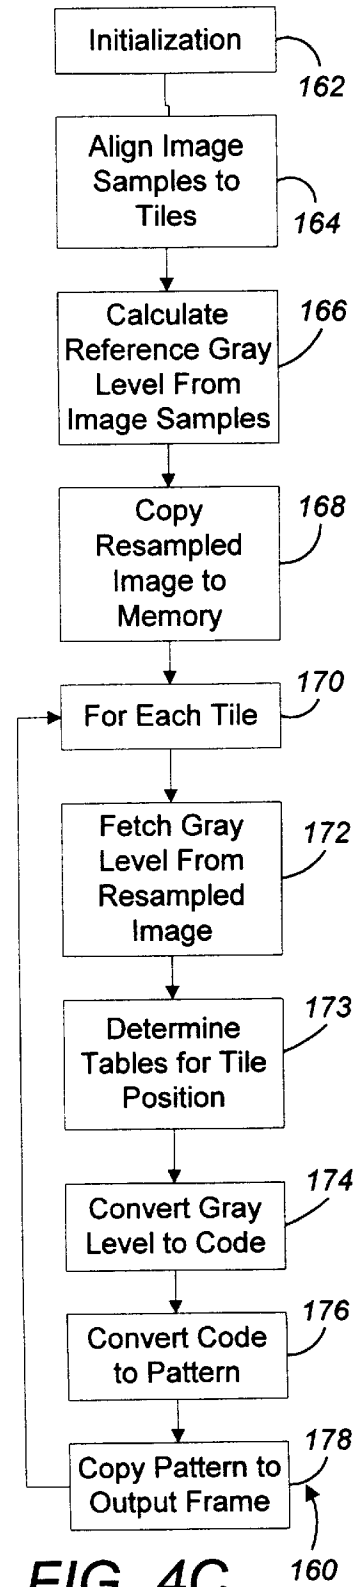 Initialization
162
Align Image
Samples to
Tiles
164
Calculate
Reference Gray
Level From
Image Samples
166
Copy
Resampled
Image to
Memory
168
For Each Tile
170
Fetch Gray
Level From
Resampled
Image
172
Determine
Tables for Tile
Position
173
Convert Gray
Level to Code
174
Convert Code
to Pattern
176
Copy Pattern to
Output Frame
178
160
FIG. 4C